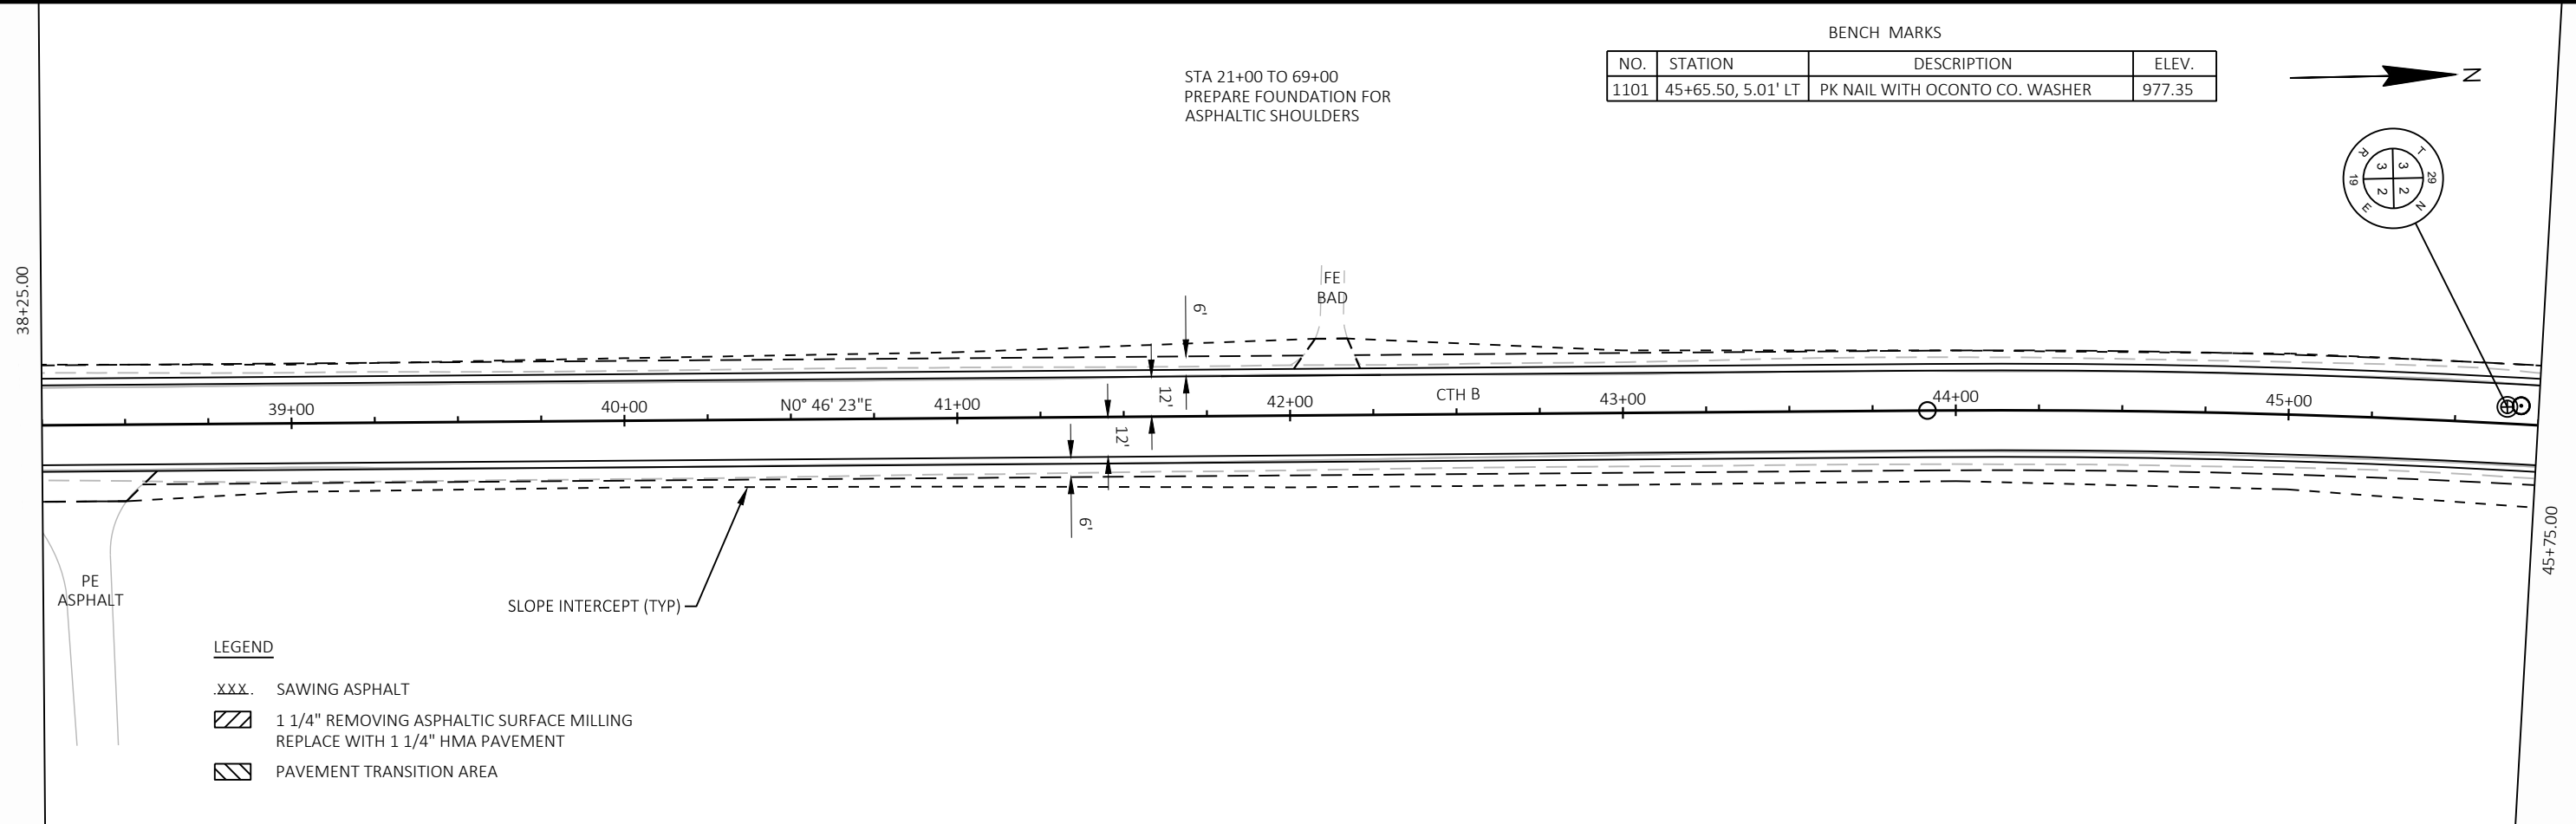 BENCH MARKS
NO. STATION DESCRIPTION ELEV.
1101 45+65.50, 5.01' LT PK NAIL WITH OCONTO CO. WASHER 977.35
STA 21+00 TO 69+00
PREPARE FOUNDATION FOR
ASPHALTIC SHOULDERS
N
T 29 N
R 19 E
3 3
2 2
38+25.00
FE
BAD
6'
12'
12'
6'
39+00
40+00
N0° 46' 23"E
41+00
42+00
CTH B
43+00
44+00
45+00
45+75.00
PE
ASPHALT
SLOPE INTERCEPT (TYP)
LEGEND
XXX SAWING ASPHALT
1 1/4" REMOVING ASPHALTIC SURFACE MILLING
REPLACE WITH 1 1/4" HMA PAVEMENT
PAVEMENT TRANSITION AREA